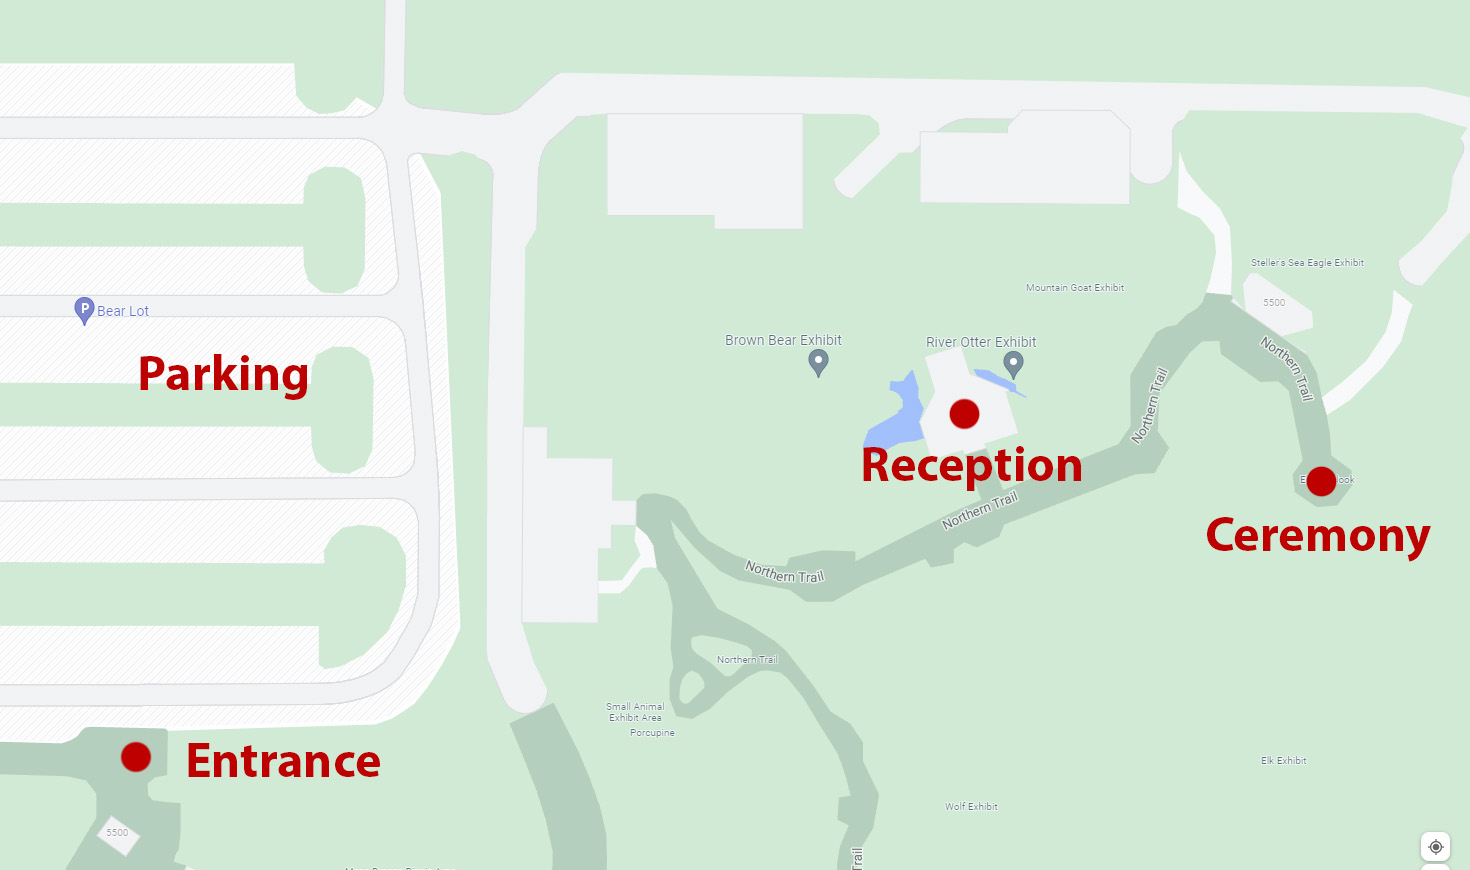 Steller's Sea Eagle Exhibit
Mountain Goat Exhibit
5500
P Bear Lot
Brown Bear Exhibit
River Otter Exhibit
Northern Trail
Northern Trail
Parking
Reception
Northern Trail
Ceremony
Northern Trail
Northern Trail
Small Animal
Exhibit Area
Porcupine
Entrance
Elk Exhibit
Wolf Exhibit
5500
Trail